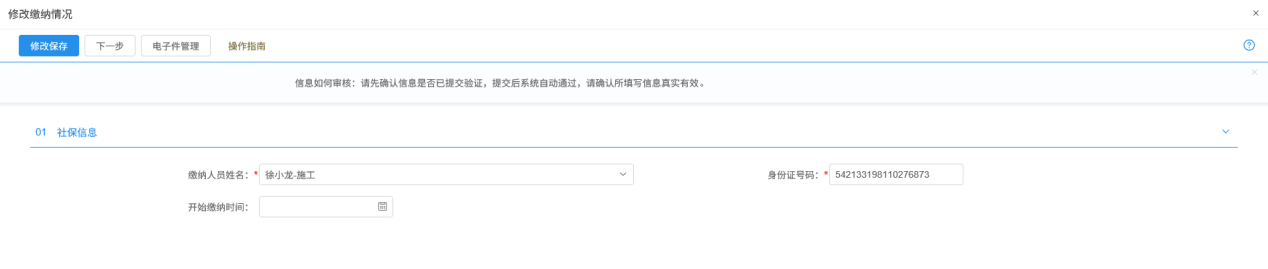 修改缴纳情况
修改保存 下一步 电子件管理 操作指南
信息如何审核：请先确认信息是否已提交验证，提交后系统自动通过，请确认所填写信息真实有效。
01 社保信息
缴纳人员姓名：* 徐小龙-施工 身份证号码：* 542133198110276873
开始缴纳时间：